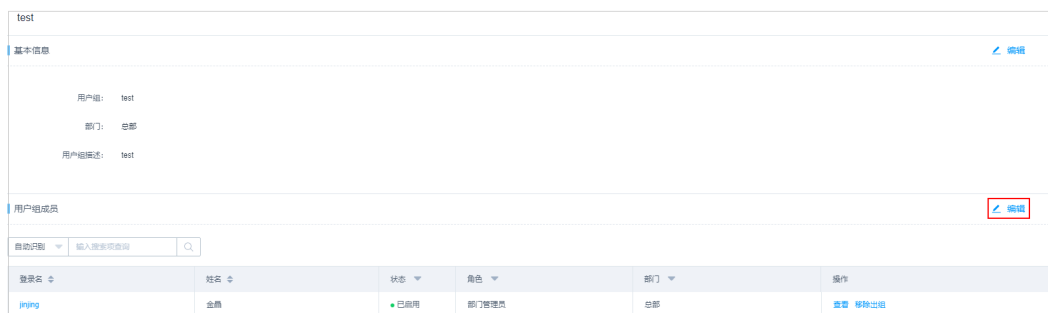 test
基本信息 编辑
用户组: test
部门: 总部
用户组描述: test
用户组成员 编辑
自动识别 输入搜索项查询
登录名 姓名 状态 角色 部门 操作
jinjing 金晶 已启用 部门管理员 总部 查看 移除出组